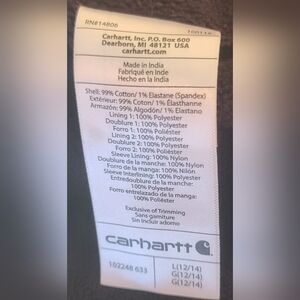 RN#14806
Carhartt, Inc. P.O. Box 600
Dearborn, MI 48121 USA
carhartt.com
Made in India
Fabriqué en Inde
Hecho en la India
Shell: 99% Cotton/ 1% Elastane (Spandex)
Extérieur: 99% Coton/ 1% Élasthanne
Armazón: 99% Algodón/ 1% Elastano
Lining 1: 100% Polyester
Doublure 1: 100% Polyester
Forro 1: 100% Poliéster
Lining 2: 100% Polyester
Doublure 2: 100% Polyester
Forro 2: 100% Poliéster
Sleeve Lining: 100% Nylon
Doublure de la manche: 100% Nylon
Forro de la manga: 100% Nilón
Sleeve Interlining: 100% Polyester
Entredoublure de la manche:
100% Polyester
Forro entrelazado de la manga:
100% Poliéster
Exclusive of Trimming
Sans garniture
Sin Incluir adorno
carhartt
102248 633
L(12/14)
G(12/14)
G(12/14)